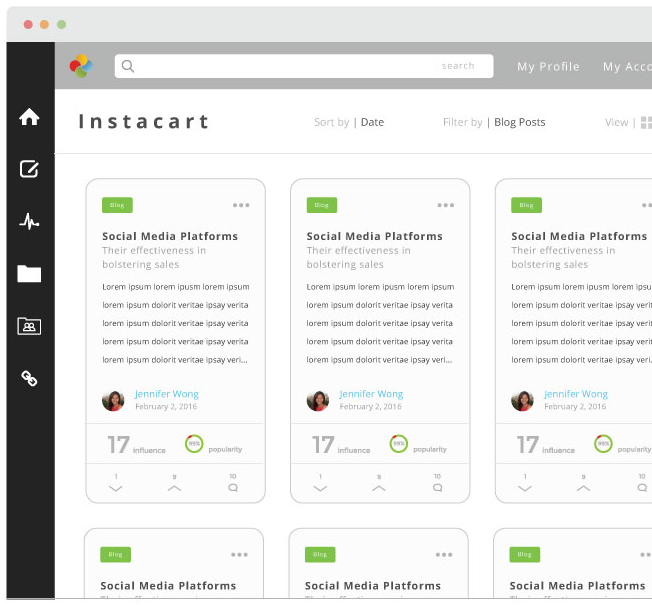 search
My Profile
My Acco
Instacart
Sort by | Date
Filter by | Blog Posts
View |
Blog
Social Media Platforms
Their effectiveness in
bolstering sales
Lorem ipsum lorem ipusm lorem ipsum
lorem ipsum dolorit veritae ipsay verita
lorem ipsum dolorit veritae ipsay verita
lorem ipsum dolorit veritae ipsay verita
lorem ipsum dolorit veritae ipsay veri...
Jennifer Wong
February 2, 2016
17 influence
99% popularity
1 9 10
Blog
Social Media Platforms
Their effectiveness in
bolstering sales
Lorem ipsum lorem ipusm lorem ipsum
lorem ipsum dolorit veritae ipsay verita
lorem ipsum dolorit veritae ipsay verita
lorem ipsum dolorit veritae ipsay verita
lorem ipsum dolorit veritae ipsay veri...
Jennifer Wong
February 2, 2016
17 influence
99% popularity
1 9 10
Blog
Social Media Platforms
Their effectiveness in
bolstering sales
Lorem ipsum lorem ipusm lorem ipsu
lorem ipsum dolorit veritae ipsay verit
lorem ipsum dolorit veritae ipsay verit
lorem ipsum dolorit veritae ipsay verit
lorem ipsum dolorit veritae ipsay veri.
Jennifer Wong
February 2, 2016
17 influence
99% popularity
1 9 10
Blog
Social Media Platforms
Blog
Social Media Platforms
Blog
Social Media Platforms